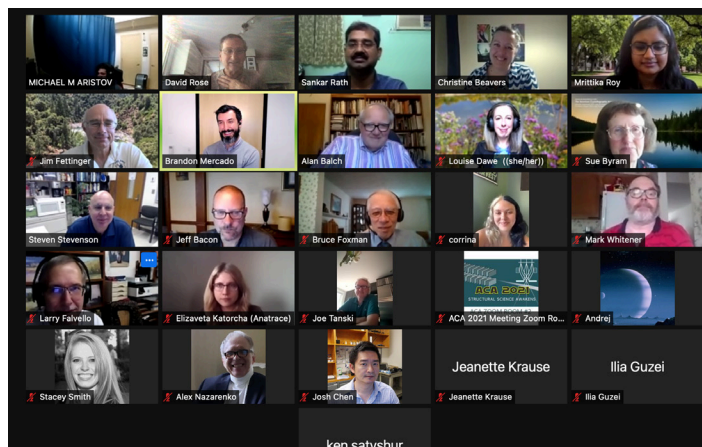 MICHAEL M ARISTOV
David Rose
Sankar Rath
Christine Beavers
Mrittika Roy
Jim Fettinger
Brandon Mercado
Alan Balch
Louise Dawe ((she/her))
Sue Byram
Steven Stevenson
Jeff Bacon
Bruce Foxman
corrina
Mark Whitener
Larry Falvello
Elizaveta Katorcha (Anatrace)
Joe Tanski
ACA 2021
STRUCTURAL SCIENCE AWAKENS
ACA 2021 Meeting Zoom Ro...
Andrej
Stacey Smith
Alex Nazarenko
Josh Chen
Jeanette Krause
Jeanette Krause
Ilia Guzei
Ilia Guzei
ken satyshur